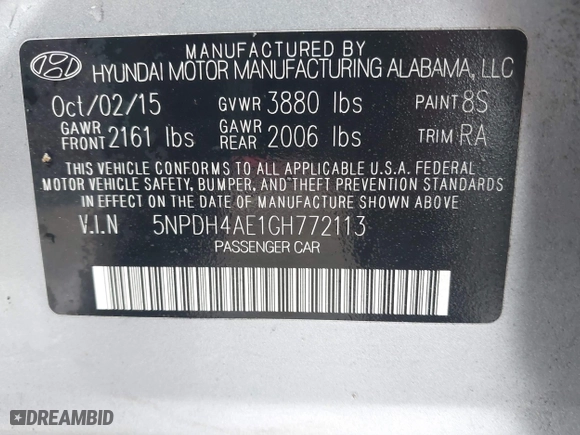 MANUFACTURED BY
HYUNDAI MOTOR MANUFACTURING ALABAMA, LLC
Oct/02/15 GVWR 3880 lbs PAINT 8S
GAWR FRONT 2161 lbs GAWR REAR 2006 lbs TRIM RA
THIS VEHICLE CONFORMS TO ALL APPLICABLE U.S.A. FEDERAL
MOTOR VEHICLE SAFETY, BUMPER, AND THEFT PREVENTION STANDARDS
IN EFFECT ON THE DATE OF MANUFACTURE SHOWN ABOVE
V.I.N 5NPDH4AE1GH772113
PASSENGER CAR
DREAMBID